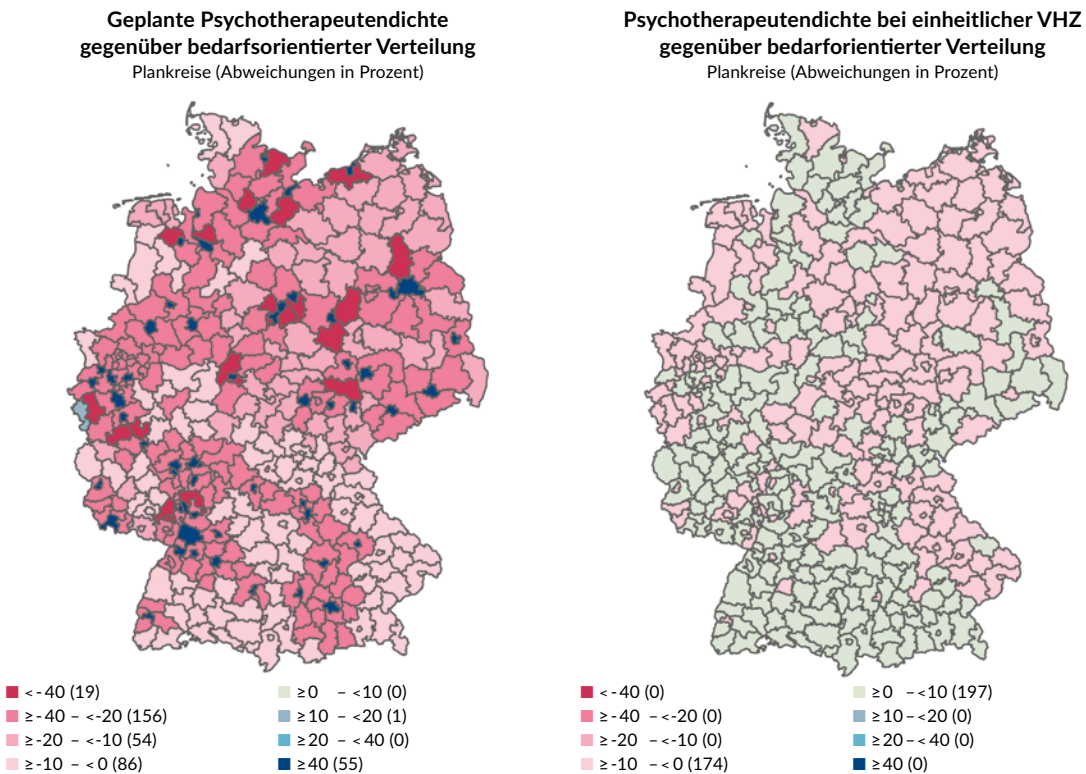 Geplante Psychotherapeutendichte
gegenüber bedarfsorientierter Verteilung
Plankreise (Abweichungen in Prozent)
< -40 (19)
≥ -40 – < -20 (156)
≥ -20 – < -10 (54)
≥ -10 – < 0 (86)
≥ 0 – <10 (0)
≥ 10 – <20 (1)
≥ 20 – <40 (0)
≥ 40 (55)
Psychotherapeutendichte bei einheitlicher VHZ
gegenüber bedarforientierter Verteilung
Plankreise (Abweichungen in Prozent)
< -40 (0)
≥ -40 – < -20 (0)
≥ -20 – < -10 (0)
≥ -10 – < 0 (174)
≥ 0 – <10 (197)
≥ 10 – <20 (0)
≥ 20 – <40 (0)
≥ 40 (0)